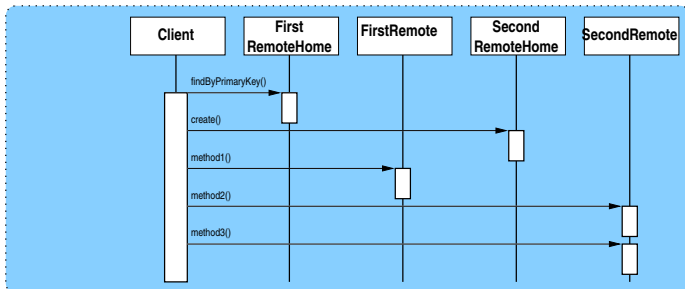 Client
First
RemoteHome
FirstRemote
Second
RemoteHome
SecondRemote
findByPrimaryKey()
create()
method1()
method2()
method3()